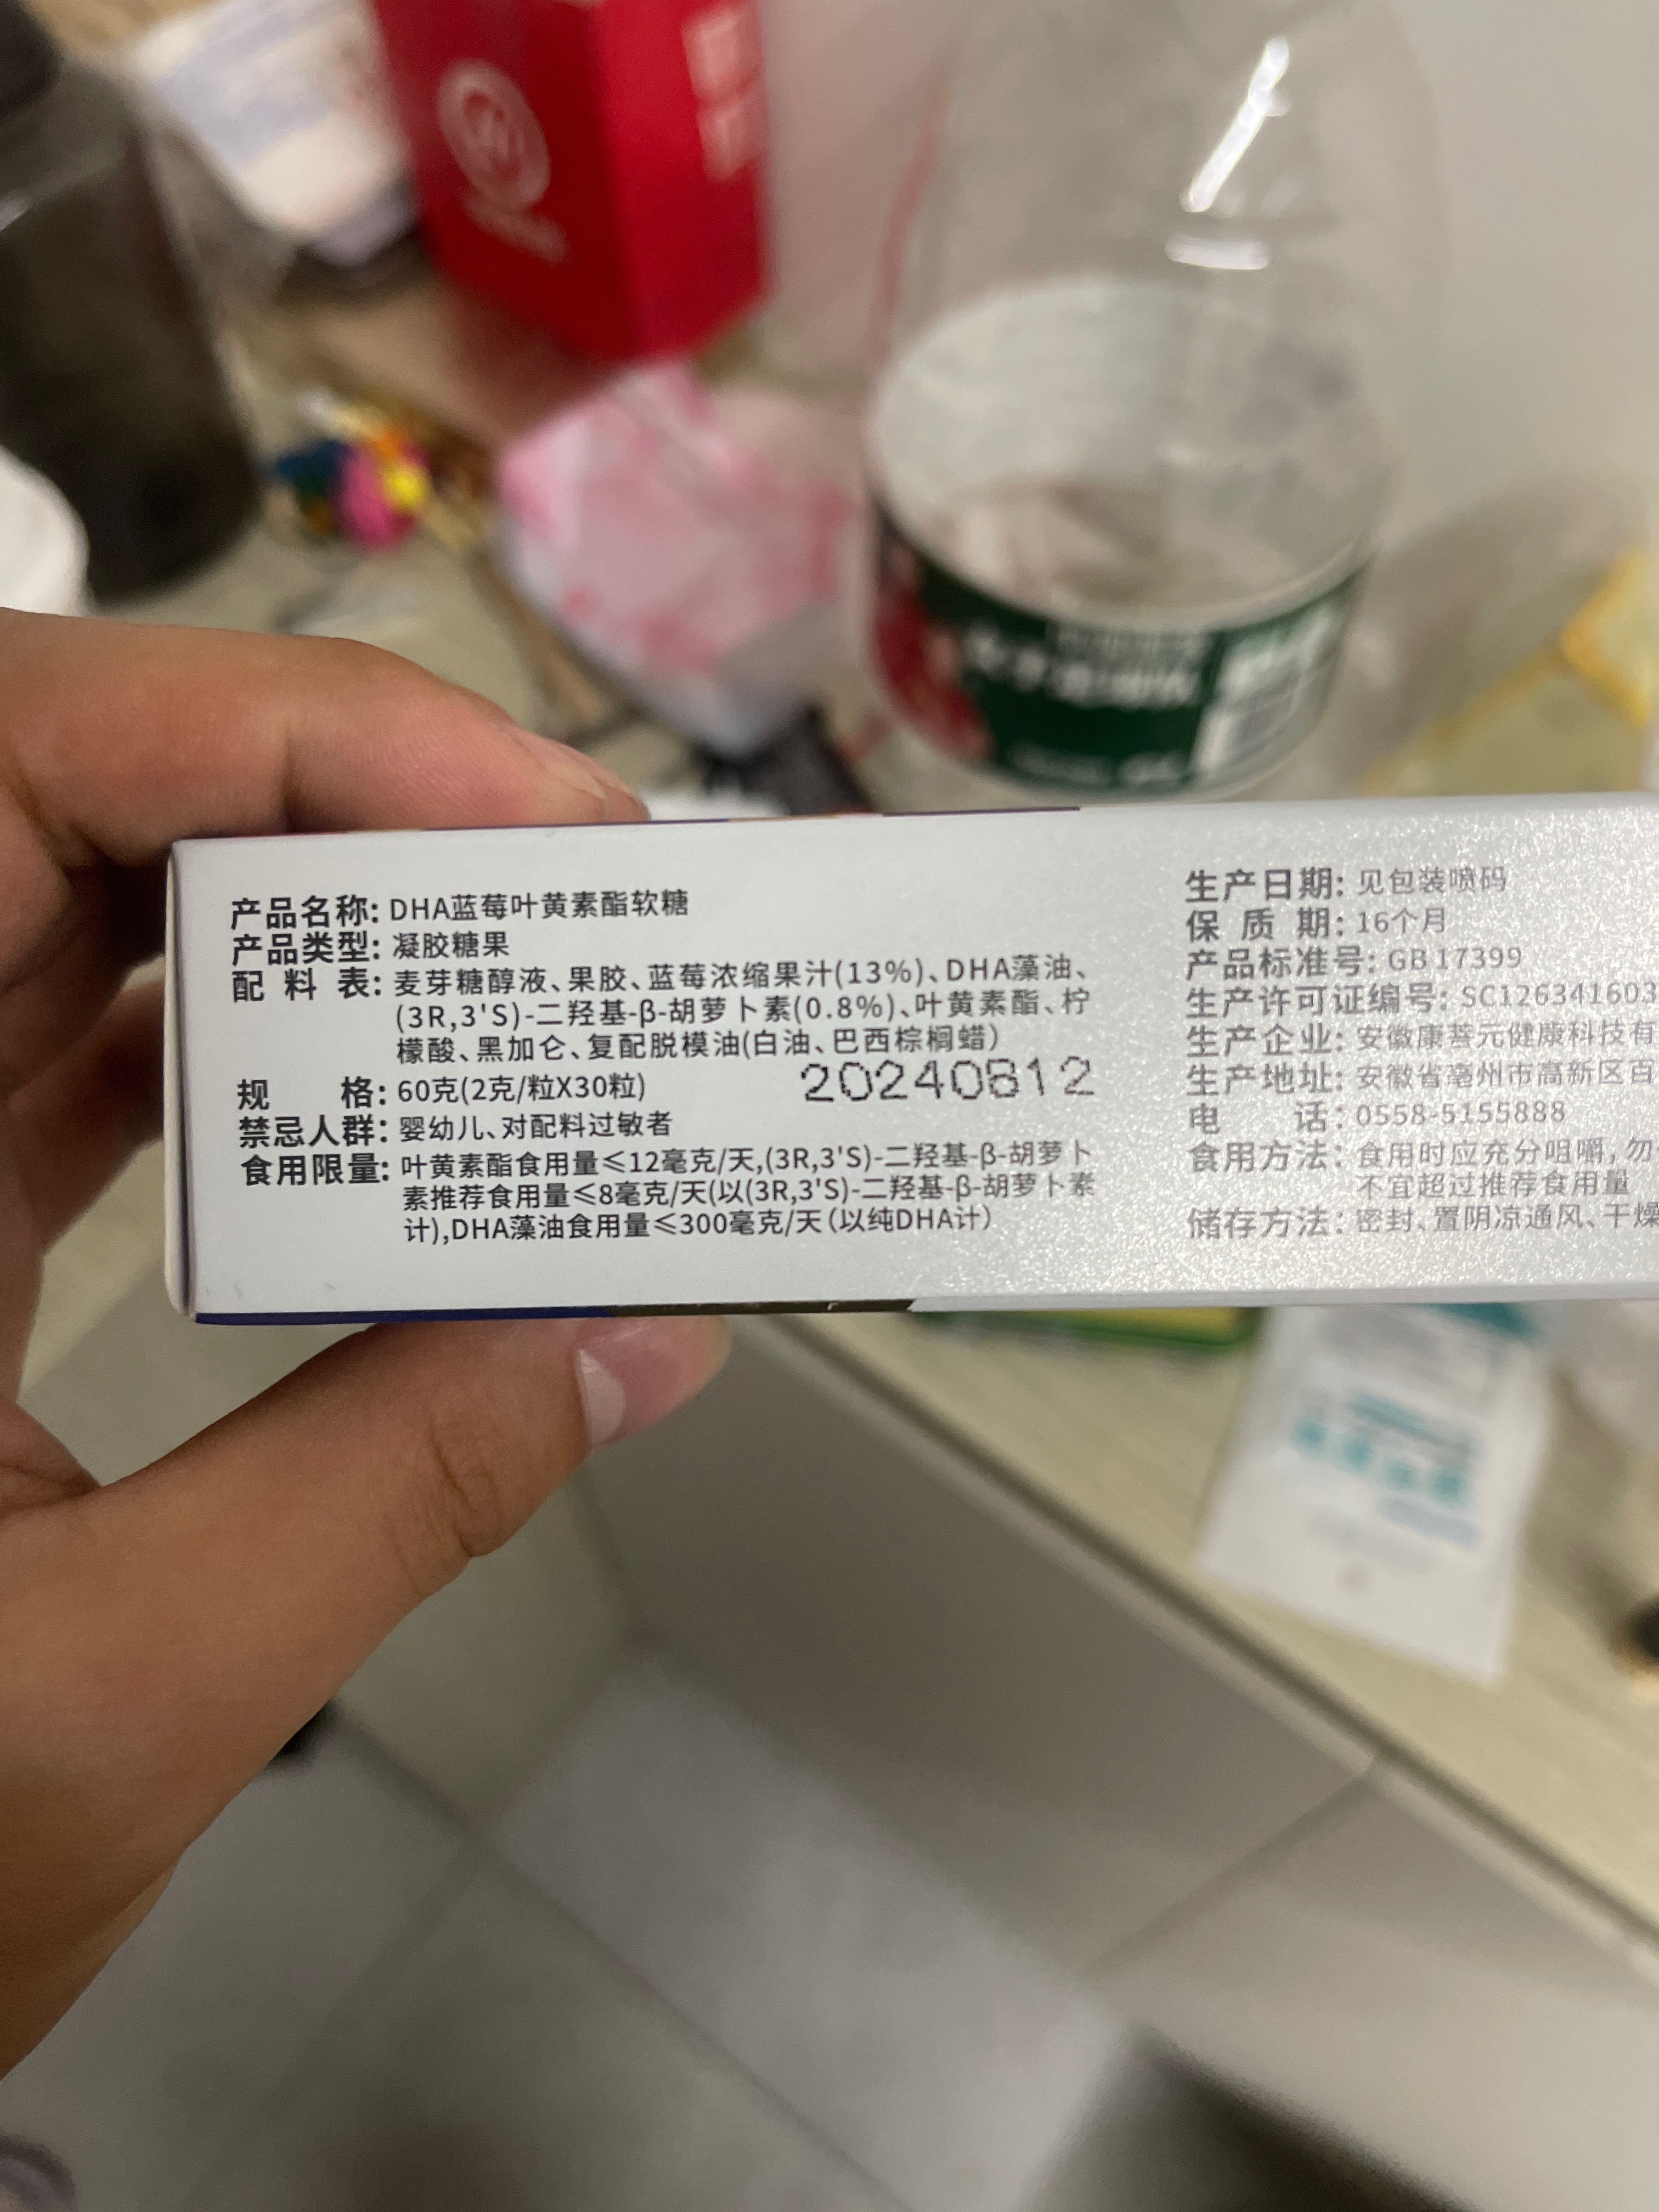 产品名称: DHA蓝莓叶黄素酯软糖
产品类型: 凝胶糖果
配 料 表: 麦芽糖醇液、果胶、蓝莓浓缩果汁(13%)、DHA藻油、
(3R,3'S)-二羟基-β-胡萝卜素(0.8%)、叶黄素酯、柠
檬酸、黑加仑、复配脱模油(白油、巴西棕榈蜡)
规 格: 60克(2克/粒X30粒)
20240812
禁忌人群: 婴幼儿、对配料过敏者
食用限量: 叶黄素酯食用量≤12毫克/天,(3R,3'S)-二羟基-β-胡萝卜
素推荐食用量≤8毫克/天(以(3R,3'S)-二羟基-β-胡萝卜素
计),DHA藻油食用量≤300毫克/天(以纯DHA计)
生产日期: 见包装喷码
保 质 期: 16个月
产品标准号: GB 17399
生产许可证编号: SC126341603
生产企业: 安徽康善元健康科技有
生产地址: 安徽省亳州市高新区百
电 话: 0558-5155888
食用方法: 食用时应充分咀嚼,勿
不宜超过推荐食用量
储存方法: 密封、置阴凉通风、干燥